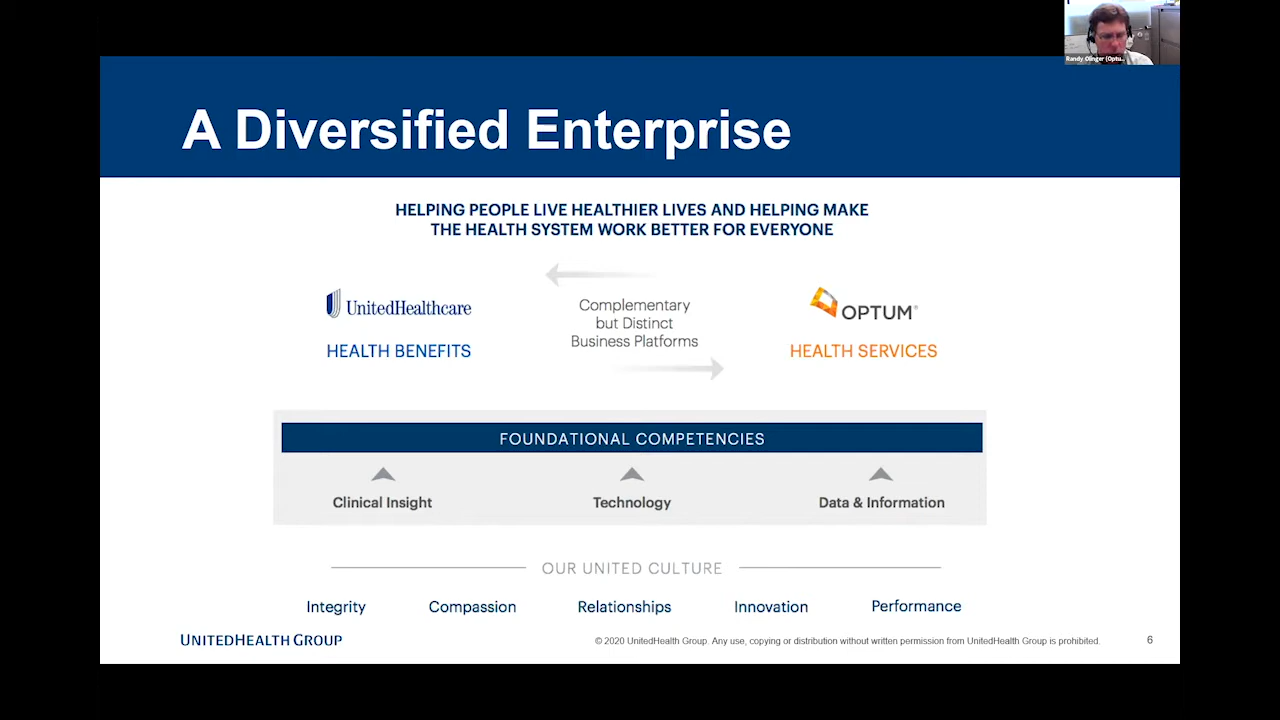 Randy Olinger (Optu...
A Diversified Enterprise
HELPING PEOPLE LIVE HEALTHIER LIVES AND HELPING MAKE
THE HEALTH SYSTEM WORK BETTER FOR EVERYONE
UnitedHealthcare
HEALTH BENEFITS
Complementary
but Distinct
Business Platforms
OPTUM®
HEALTH SERVICES
FOUNDATIONAL COMPETENCIES
Clinical Insight
Technology
Data & Information
OUR UNITED CULTURE
Integrity
Compassion
Relationships
Innovation
Performance
UNITEDHEALTH GROUP
© 2020 UnitedHealth Group. Any use, copying or distribution without written permission from UnitedHealth Group is prohibited.
6